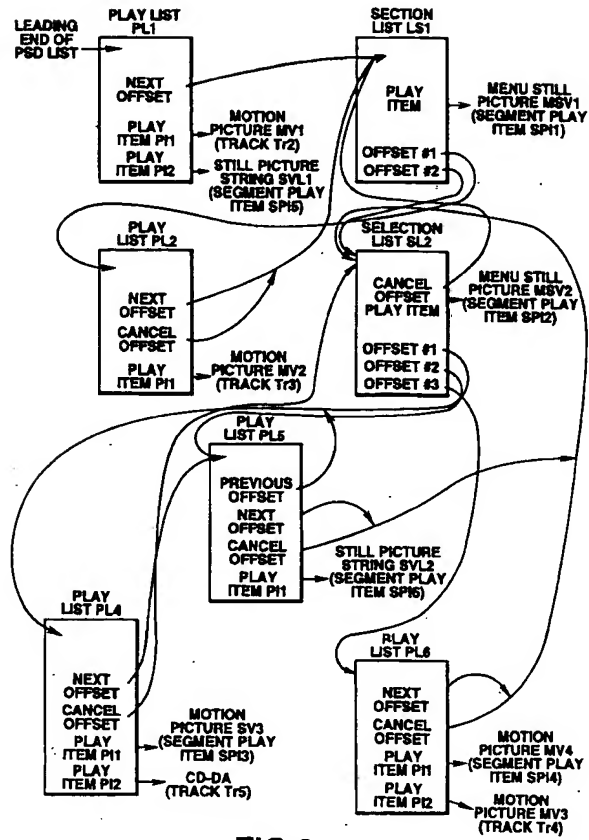 PLAY LIST
PL1
LEADING
END OF
PSD LIST
NEXT
OFFSET
PLAY
ITEM PI1
PLAY
ITEM PI2
MOTION
PICTURE MV1
(TRACK Tr2)
STILL PICTURE
STRING SVL1
(SEGMENT PLAY
ITEM SPI5)
SECTION
LIST LS1
PLAY
ITEM
OFFSET #1
OFFSET #2
MENU STILL
PICTURE MSV1
(SEGMENT PLAY
ITEM SPI1)
PLAY
LIST PL2
NEXT
OFFSET
CANCEL
OFFSET
PLAY
ITEM PI1
MOTION
PICTURE MV2
(TRACK Tr3)
SELECTION
LIST SL2
CANCEL
OFFSET
PLAY ITEM
OFFSET #1
OFFSET #2
OFFSET #3
MENU STILL
PICTURE MSV2
(SEGMENT PLAY
ITEM SPI2)
PLAY
LIST PL5
PREVIOUS
OFFSET
NEXT
OFFSET
CANCEL
OFFSET
PLAY
ITEM PI1
STILL PICTURE
STRING SVL2
(SEGMENT PLAY
ITEM SPI6)
PLAY
LIST PL4
NEXT
OFFSET
CANCEL
OFFSET
PLAY
ITEM PI1
PLAY
ITEM PI2
MOTION
PICTURE SV3
(SEGMENT PLAY
ITEM SPI3)
CD-DA
(TRACK Tr5)
PLAY
LIST PL6
NEXT
OFFSET
CANCEL
OFFSET
PLAY
ITEM PI1
PLAY
ITEM PI2
MOTION
PICTURE MV4
(SEGMENT PLAY
ITEM SPI4)
MOTION
PICTURE MV3
(TRACK Tr4)